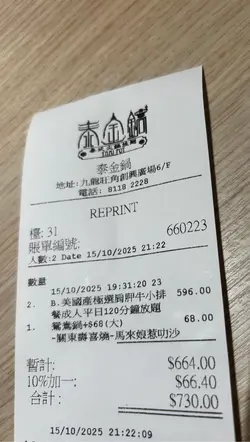 泰金鍋
泰金鍋
地址:九龍旺角創興廣場6/F
電話: 8118 2228
REPRINT
檯: 31
賬單編號: 660223
人數:2 Date 15/10/2025 21:22
數量 15/10/2025 19:31:20 23
2. B.美國產極選肩胛牛小排 596.00
餐成人平日120分鐘放題
1. 鴛鴦鍋+$68(大) 68.00
-關東壽喜燒-馬來蝦惹叻沙
暫計: $664.00
10%加一: $66.40
合計: $730.00
15/10/2025 21:22:09